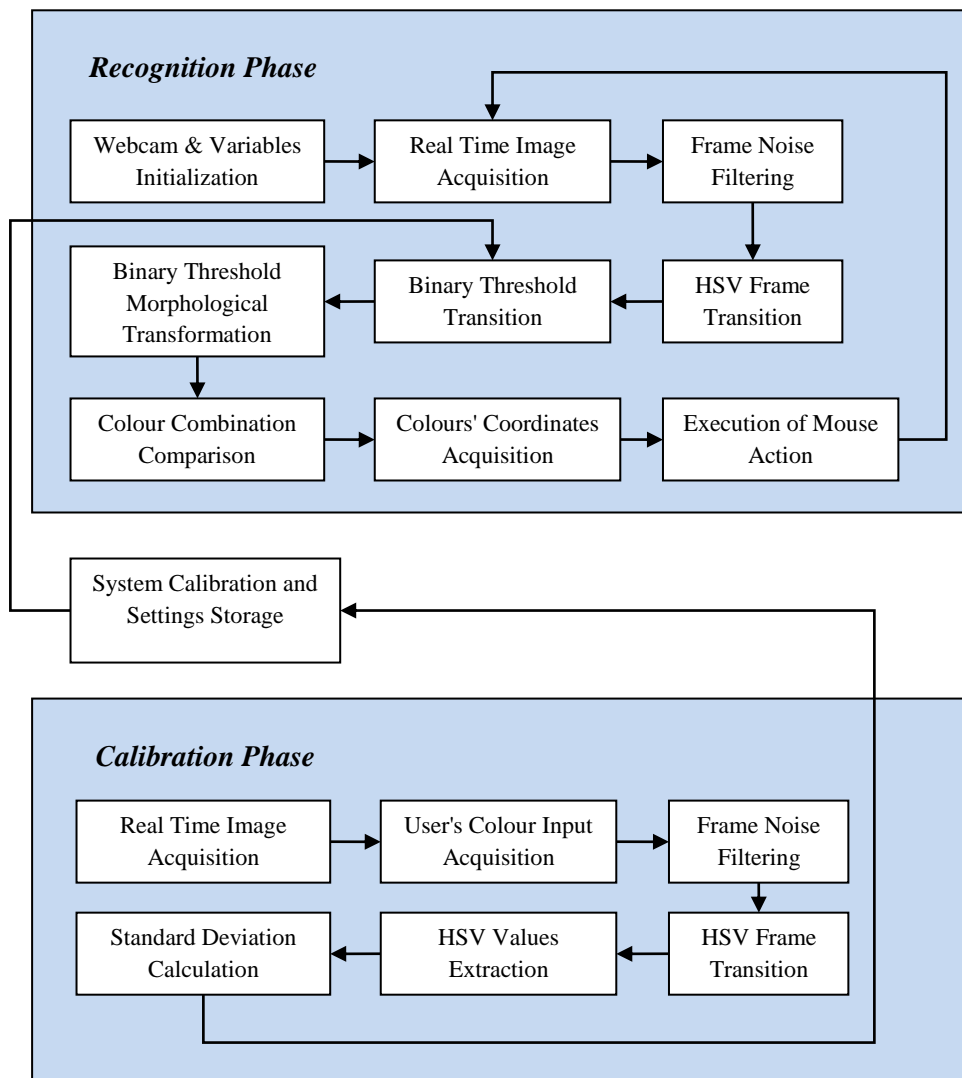 Recognition Phase
Webcam & Variables
Initialization
Real Time Image
Acquisition
Frame Noise
Filtering
Binary Threshold
Morphological
Transformation
Binary Threshold
Transition
HSV Frame
Transition
Colour Combination
Comparison
Colours' Coordinates
Acquisition
Execution of Mouse
Action
System Calibration and
Settings Storage
Calibration Phase
Real Time Image
Acquisition
User's Colour Input
Acquisition
Frame Noise
Filtering
Standard Deviation
Calculation
HSV Values
Extraction
HSV Frame
Transition